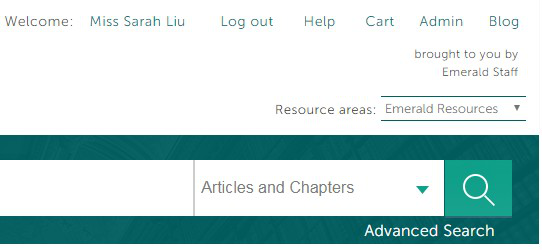 Welcome: Miss Sarah Liu Log out Help Cart Admin Blog
brought to you by
Emerald Staff
Resource areas: Emerald Resources
Articles and Chapters
Advanced Search